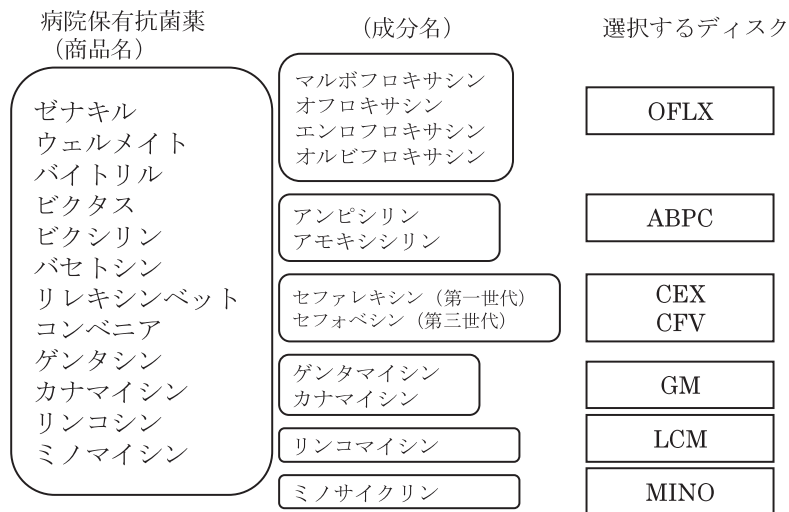 病院保有抗菌薬
（商品名）
ゼナキル
ウェルメイト
バイトリル
ビクタス
ビクシリン
バセトシン
リレキシンベット
コンベニア
ゲンタシン
カナマイシン
リンコシン
ミノマイシン
（成分名）
マルボフロキサシン
オフロキサシン
エンロフロキサシン
オルビフロキサシン
アンピシリン
アモキシシリン
セファレキシン（第一世代）
セフォベシン（第三世代）
ゲンタマイシン
カナマイシン
リンコマイシン
ミノサイクリン
選択するディスク
OFLX
ABPC
CEX
CFV
GM
LCM
MINO